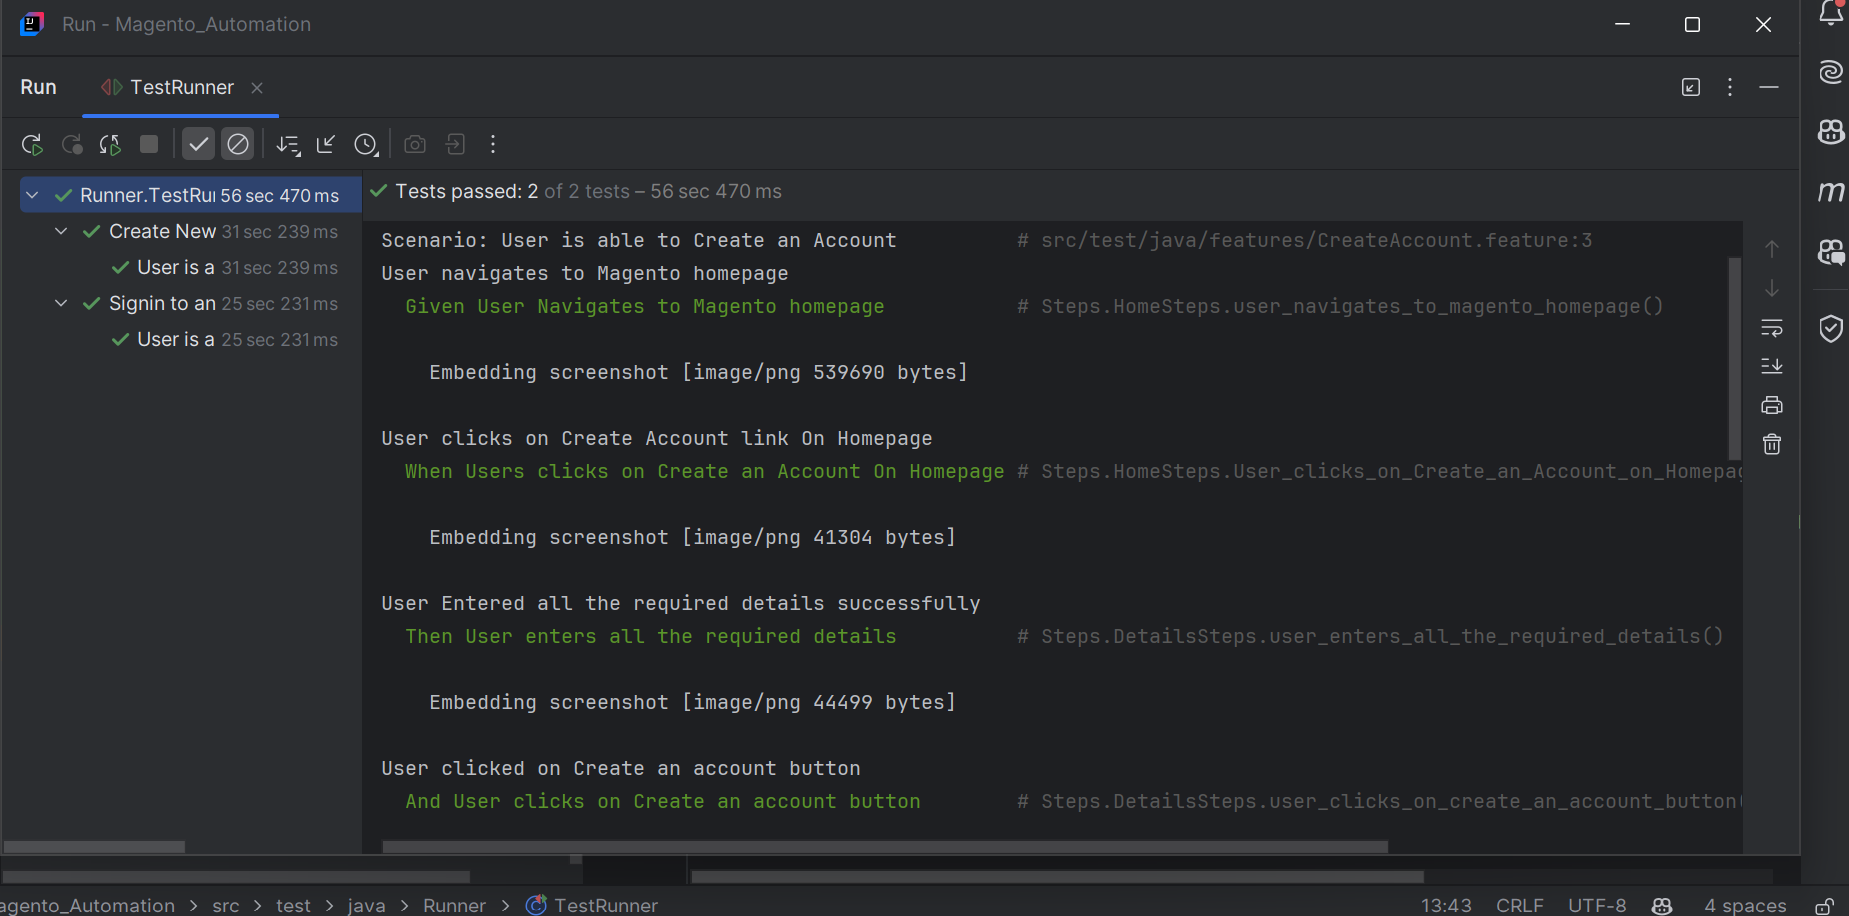 Run - Magento_Automation
Run
TestRunner
Runner.TestRu 56 sec 470 ms
Create New 31 sec 239 ms
User is a 31 sec 239 ms
Signin to an 25 sec 231 ms
User is a 25 sec 231 ms
Tests passed: 2 of 2 tests – 56 sec 470 ms
Scenario: User is able to Create an Account # src/test/java/features/CreateAccount.feature:3
User navigates to Magento homepage
Given User Navigates to Magento homepage # Steps.HomeSteps.user_navigates_to_magento_homepage()
Embedding screenshot [image/png 539690 bytes]
User clicks on Create Account link On Homepage
When Users clicks on Create an Account On Homepage # Steps.HomeSteps.User_clicks_on_Create_an_Account_on_Homepag
Embedding screenshot [image/png 41304 bytes]
User Entered all the required details successfully
Then User enters all the required details # Steps.DetailsSteps.user_enters_all_the_required_details()
Embedding screenshot [image/png 44499 bytes]
User clicked on Create an account button
And User clicks on Create an account button # Steps.DetailsSteps.user_clicks_on_create_an_account_button(
agento_Automation > src > test > java > Runner > TestRunner 13:43 CRLF UTF-8 4 spaces